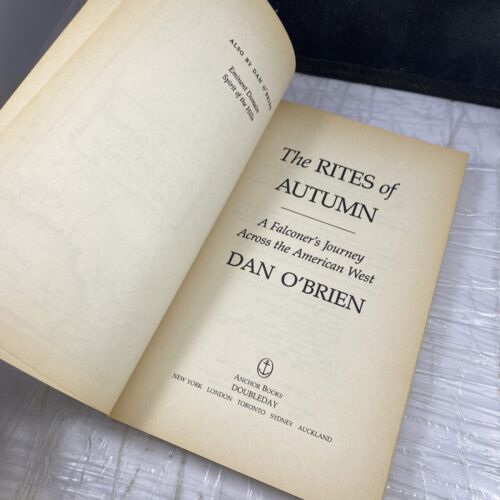 ALSO BY DAN O'BRIEN
Eminent Domain
Spirit of the Hills
The RITES of
AUTUMN
A Falconer's Journey
Across the American West
DAN O'BRIEN
ANCHOR BOOKS
DOUBLEDAY
NEW YORK LONDON TORONTO SYDNEY AUCKLAND